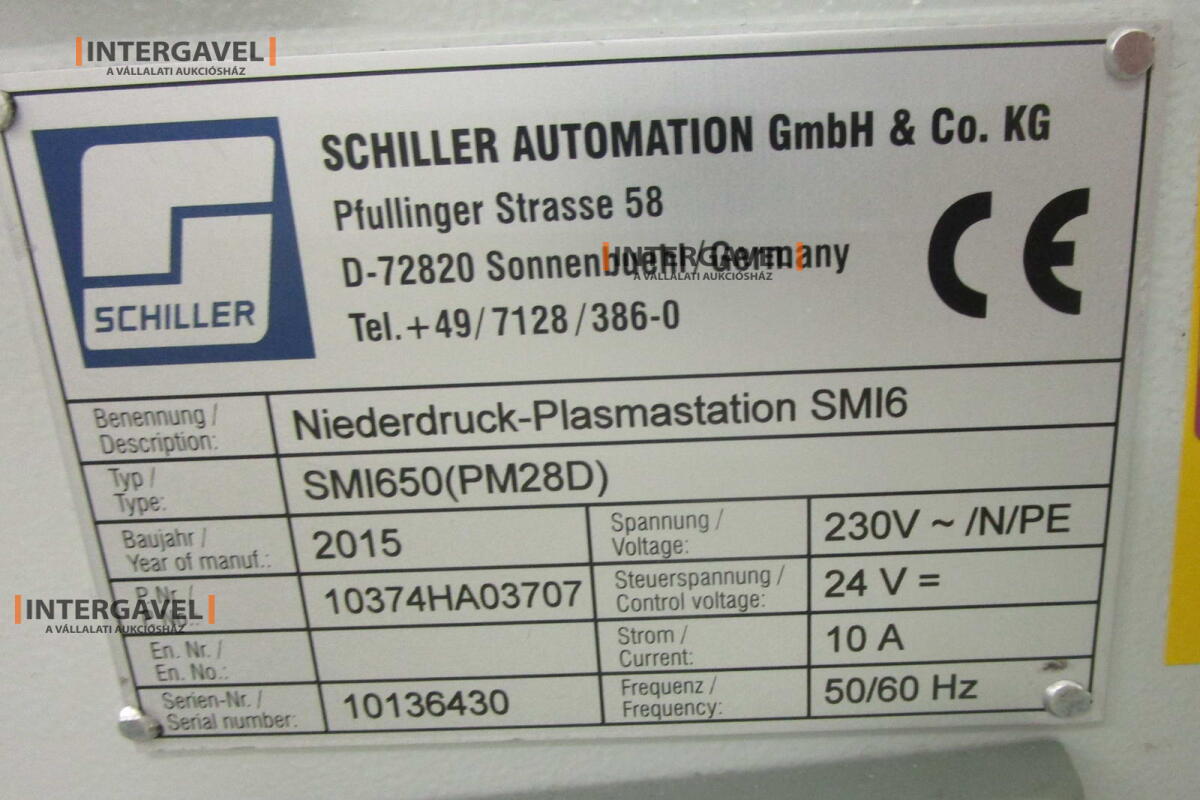 INTERGAVEL
A VÁLLALATI AUKCIÓSHÁZ
SCHILLER
SCHILLER AUTOMATION GmbH & Co. KG
Pfullinger Strasse 58
D-72820 Sonnenbuehl/Germany
INTERGAVEL
A VÁLLALATI AUKCIÓSHÁZ
Tel.+49/7128/386-0
CE
Benennung / Description: Niederdruck-Plasmastation SMI6
Typ / Type: SMI650(PM28D)
Baujahr / Year of manuf.: 2015 Spannung / Voltage: 230V ~ /N/PE
P.Nr./ 10374HA03707 Steuerspannung / Control voltage: 24 V =
INTERGAVEL
A VÁLLALATI AUKCIÓSHÁZ
En. Nr. / En. No.: Strom / Current: 10 A
Serien-Nr. / Serial number: 10136430 Frequenz / Frequency: 50/60 Hz